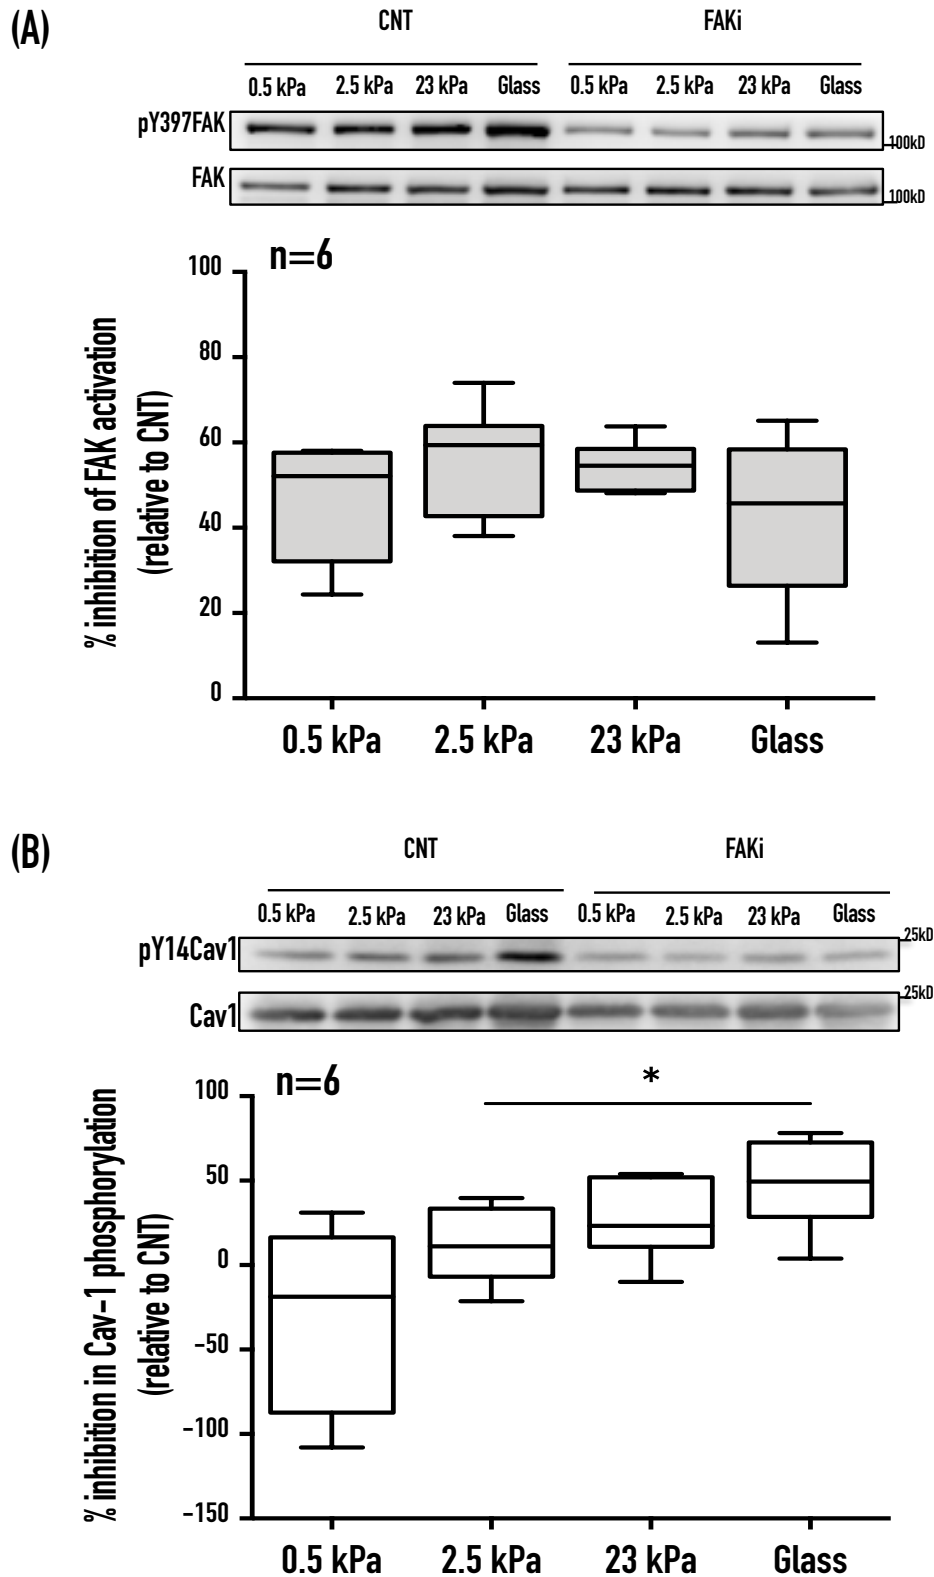 (A)
CNT FAKi
0.5 kPa 2.5 kPa 23 kPa Glass 0.5 kPa 2.5 kPa 23 kPa Glass
pY397FAK
100kD
FAK
100kD
n=6
% inhibition of FAK activation
(relative to CNT)
100
80
60
40
20
0
0.5 kPa 2.5 kPa 23 kPa Glass
(B)
CNT FAKi
0.5 kPa 2.5 kPa 23 kPa Glass 0.5 kPa 2.5 kPa 23 kPa Glass
25kD
pY14Cav1
25kD
Cav1
n=6
*
% inhibition in Cav-1 phosphorylation
(relative to CNT)
100
50
0
-50
-100
-150
0.5 kPa 2.5 kPa 23 kPa Glass